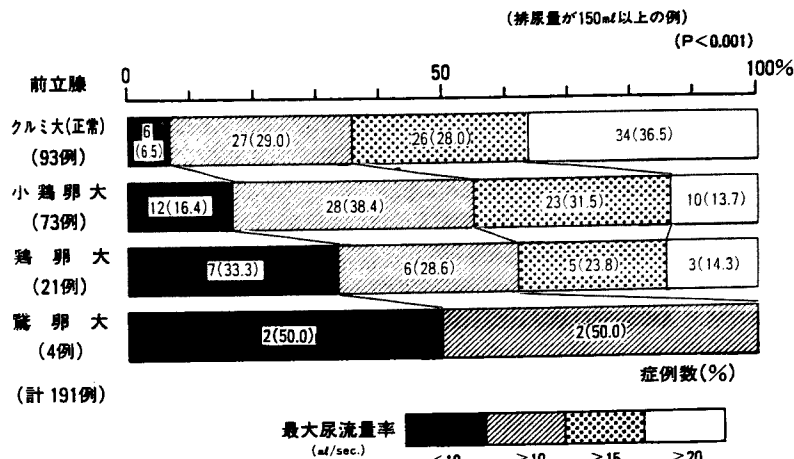 (排尿量が150㎖以上の例)
(P<0.001)
前立腺
0 50 100%
クルミ大(正常)
(93例)
6
(6.5)
27(29.0)
26(28.0)
34(36.5)
小鶏卵大
(73例)
12(16.4)
28(38.4)
23(31.5)
10(13.7)
鶏卵大
(21例)
7(33.3)
6(28.6)
5(23.8)
3(14.3)
鵞卵大
(4例)
2(50.0)
2(50.0)
症例数(%)
(計 191例)
最大尿流量率
(㎖/sec.)
≥20